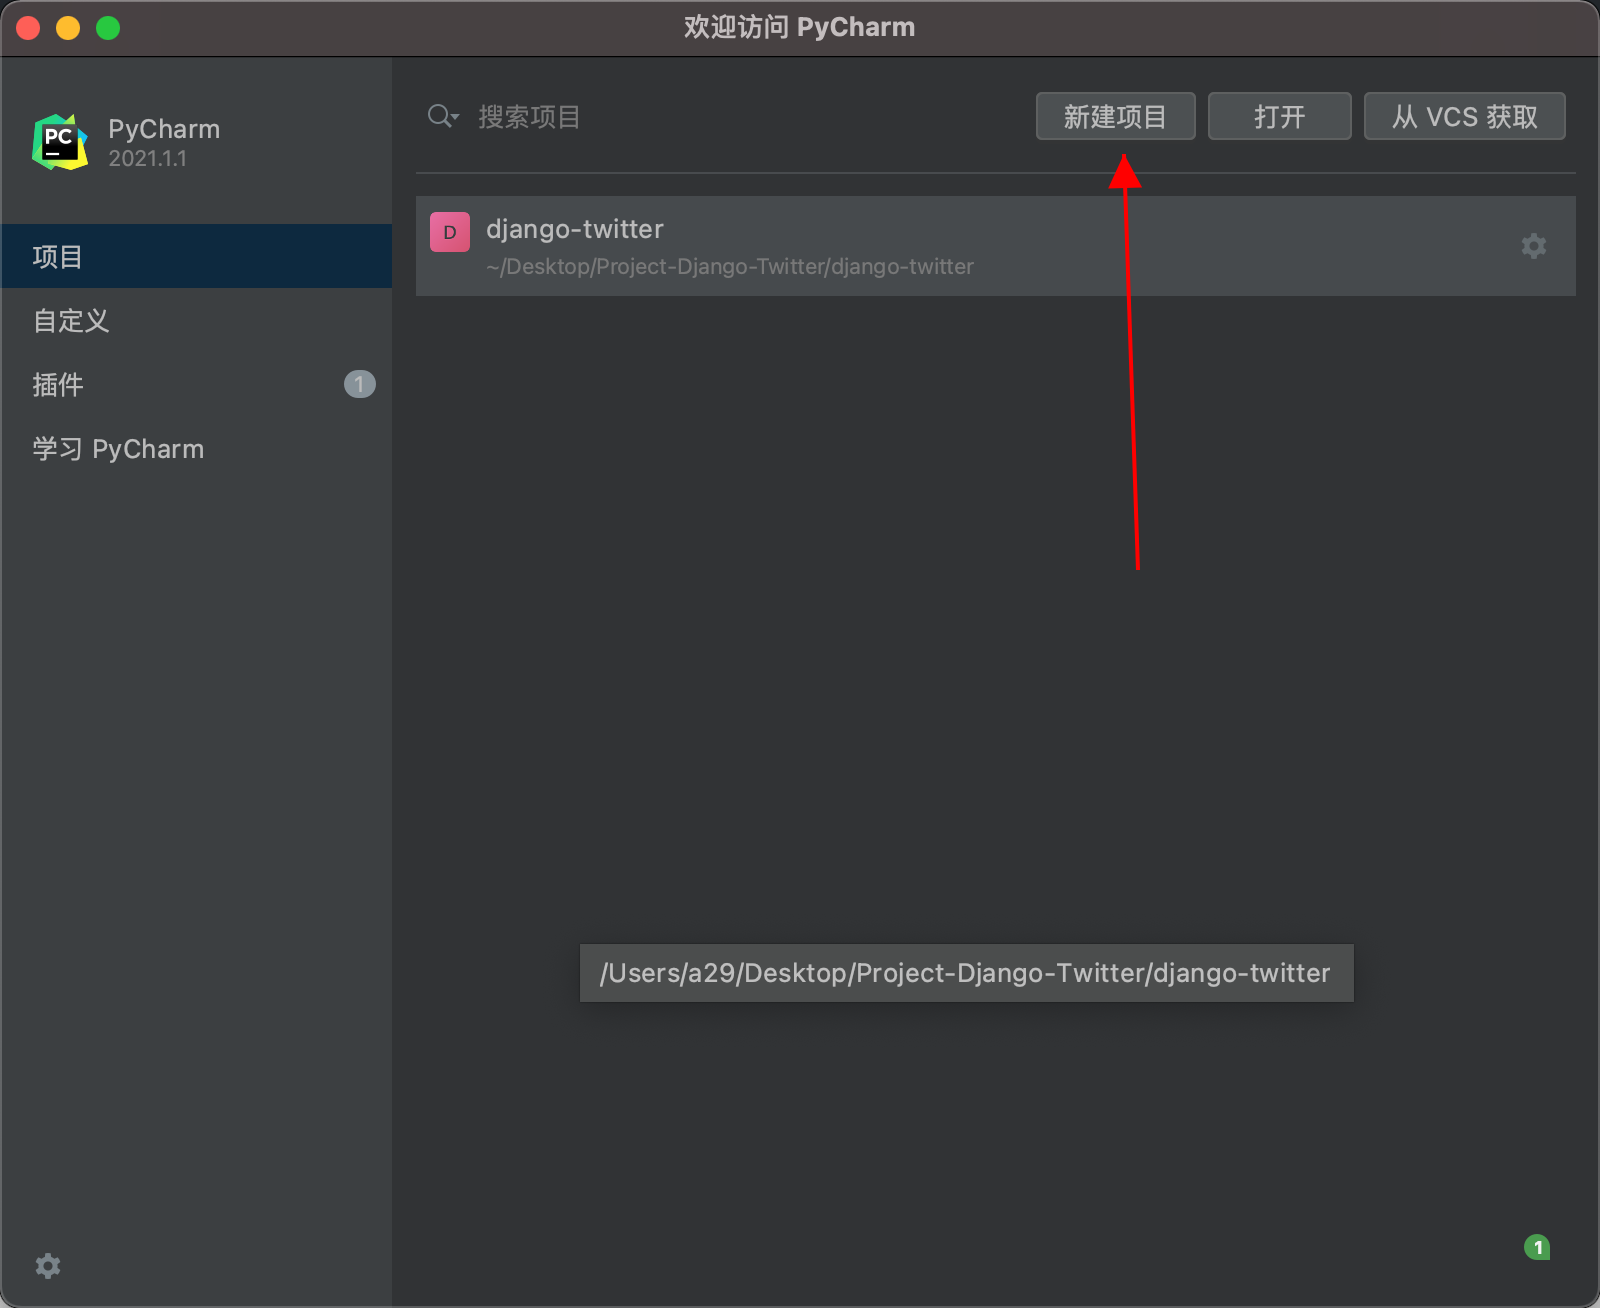 欢迎访问 PyCharm
PC
PyCharm
2021.1.1
项目
自定义
插件
1
学习 PyCharm
搜索项目
新建项目
打开
从 VCS 获取
D
django-twitter
~/Desktop/Project-Django-Twitter/django-twitter
/Users/a29/Desktop/Project-Django-Twitter/django-twitter
1